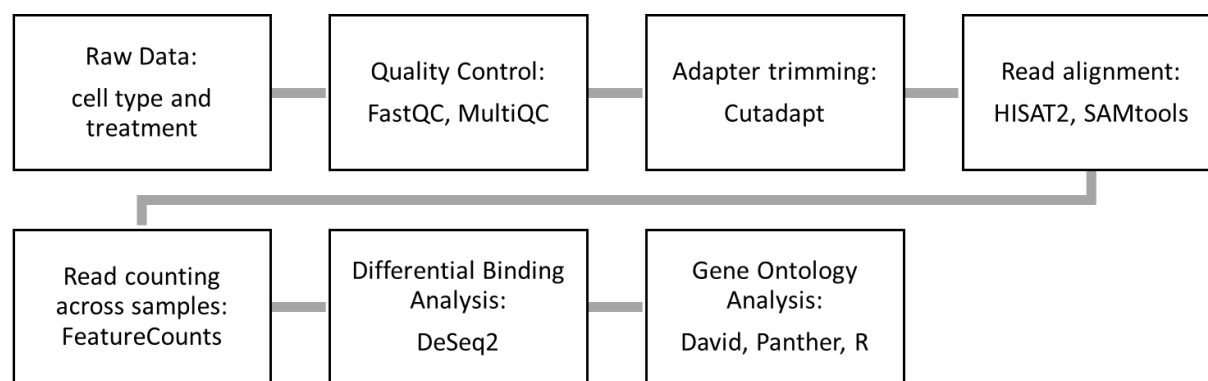 Raw Data:
cell type and
treatment
Quality Control:
FastQC, MultiQC
Adapter trimming:
Cutadapt
Read alignment:
HISAT2, SAMtools
Read counting
across samples:
FeatureCounts
Differential Binding
Analysis:
DeSeq2
Gene Ontology
Analysis:
David, Panther, R